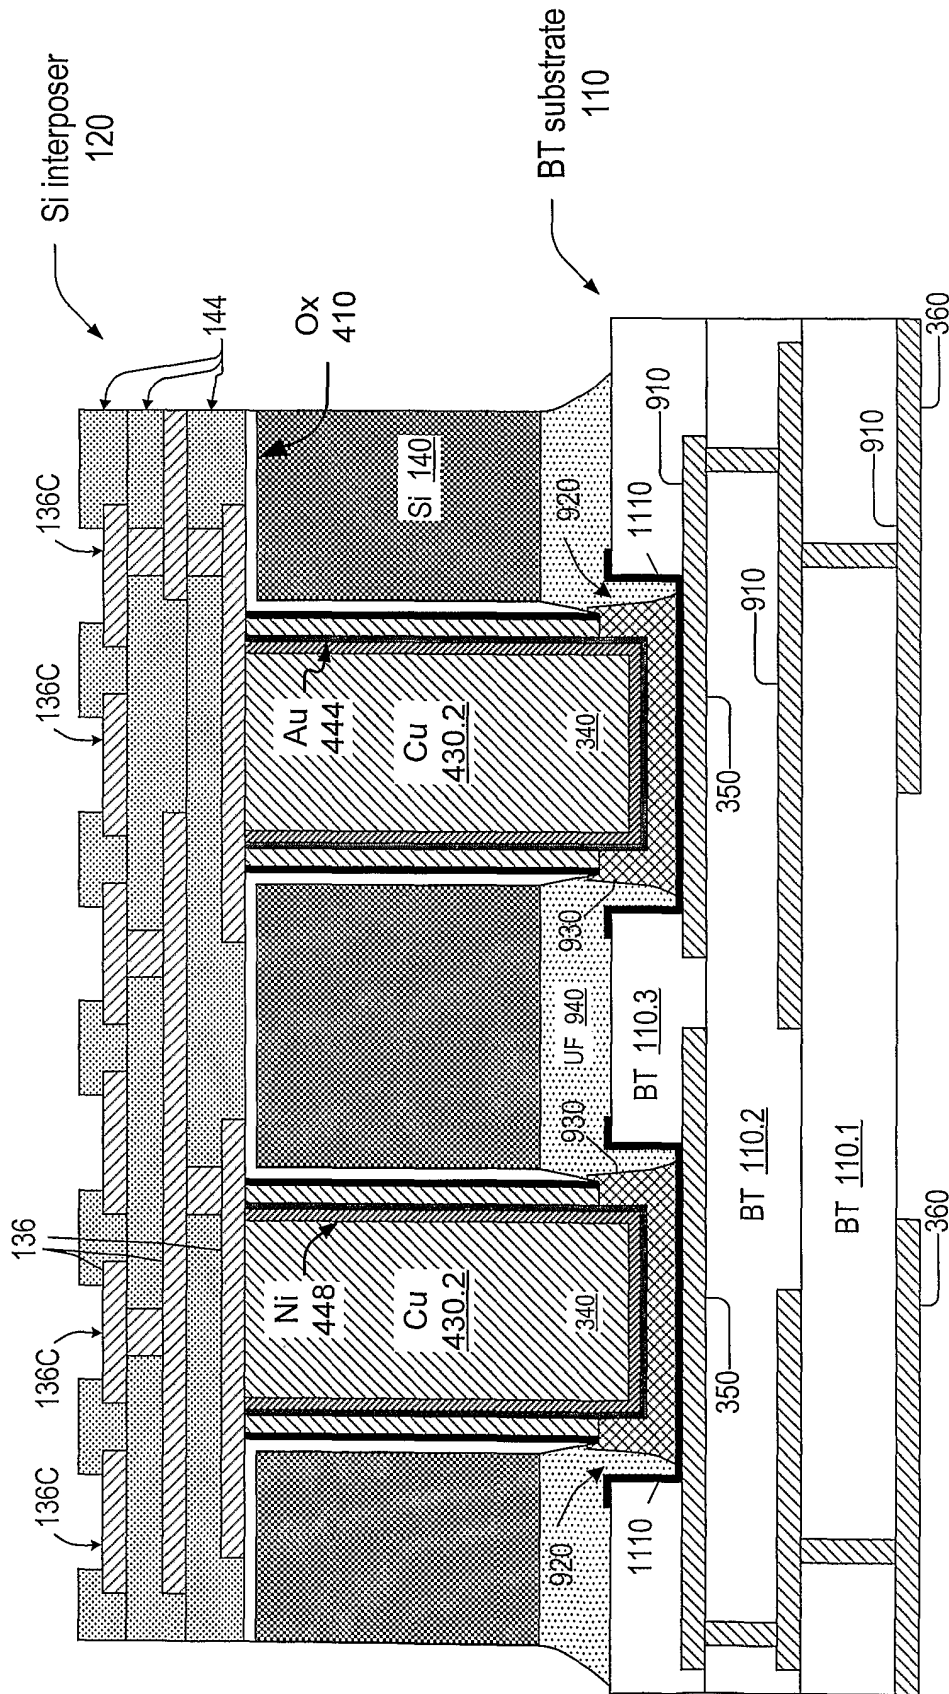 Si interposer
120
BT substrate
110
144
Ox
410
136C
136C
136
136C
136C
Si 140
920
1110
910
910
910
360
Au
444
Cu
430.2
340
350
930
UF 940
BT 110.3
930
BT 110.2
BT 110.1
Ni
448
Cu
430.2
340
350
360
920
1110